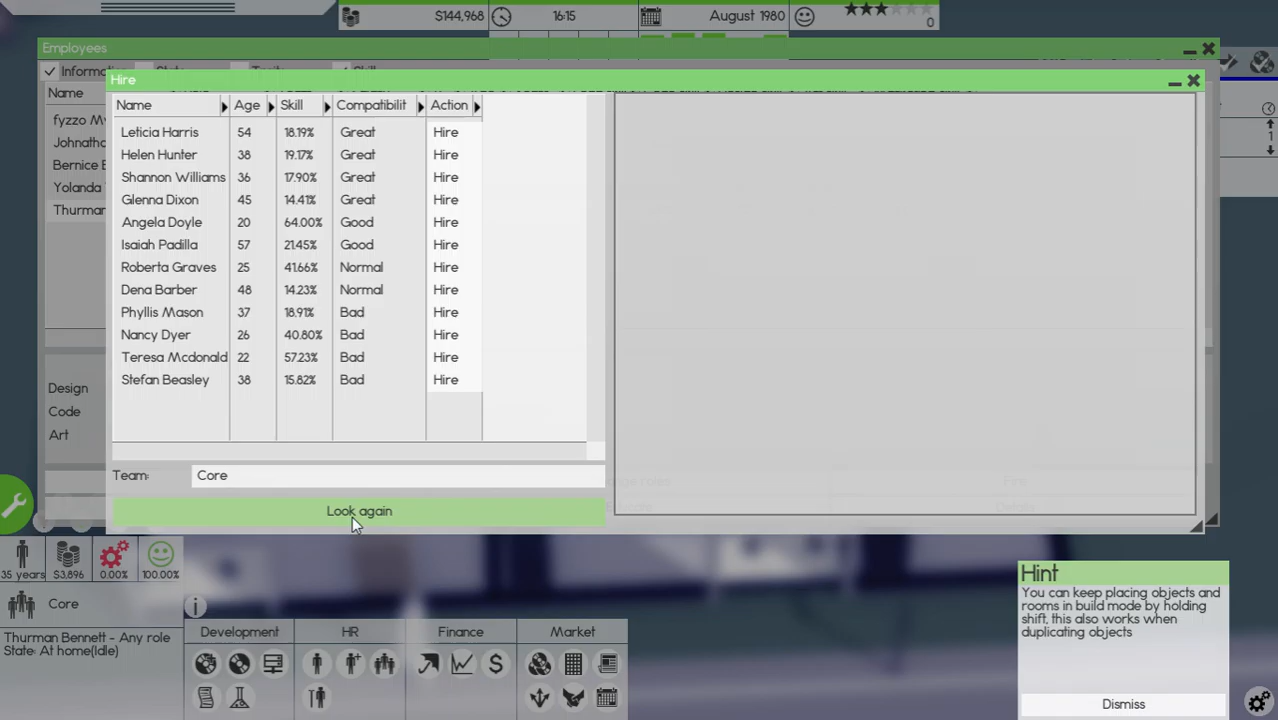 $144,968
16:15
August 1980
0
Employees
Hire
Name Age Skill Compatibilit Action
Leticia Harris 54 18.19% Great Hire
Helen Hunter 38 19.17% Great Hire
Shannon Williams 36 17.90% Great Hire
Glenna Dixon 45 14.41% Great Hire
Angela Doyle 20 64.00% Good Hire
Isaiah Padilla 57 21.45% Good Hire
Roberta Graves 25 41.66% Normal Hire
Dena Barber 48 14.23% Normal Hire
Phyllis Mason 37 18.91% Bad Hire
Nancy Dyer 26 40.80% Bad Hire
Teresa Mcdonald 22 57.23% Bad Hire
Stefan Beasley 38 15.82% Bad Hire
Team: Core
Look again
Name
fyzzo
Bernice
Yolanda
Thurman
Design
Code
Art
Fire
1
35 years $3,896 0.00% 100.00%
Core
Thurman Bennett - Any role
State: At home(Idle)
i
Development HR Finance Market
Hint
You can keep placing objects and
rooms in build mode by holding
shift, this also works when
duplicating objects
Dismiss